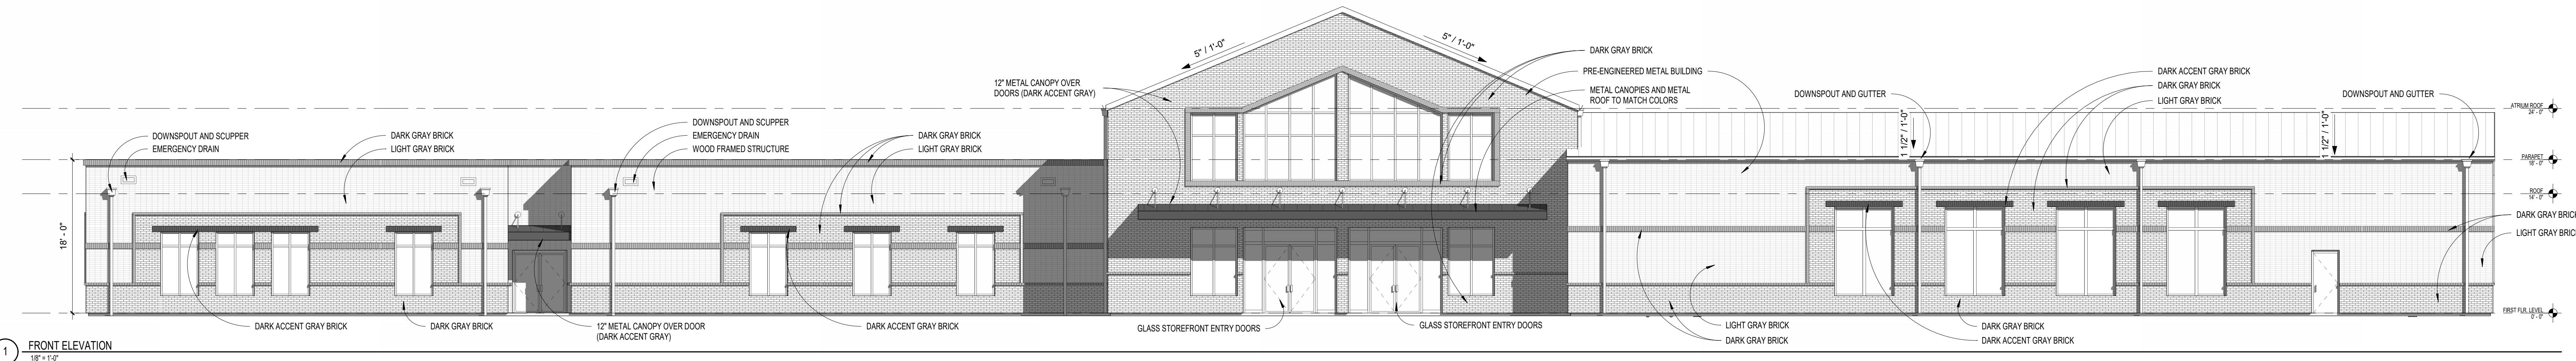 5" / 1'-0"
5" / 1'-0"
DARK GRAY BRICK
PRE-ENGINEERED METAL BUILDING
METAL CANOPIES AND METAL
ROOF TO MATCH COLORS
12" METAL CANOPY OVER
DOORS (DARK ACCENT GRAY)
DARK ACCENT GRAY BRICK
DARK GRAY BRICK
LIGHT GRAY BRICK
DOWNSPOUT AND GUTTER
DOWNSPOUT AND GUTTER
1 1/2" / 1'-0"
1 1/2" / 1'-0"
ATRIUM ROOF
24' - 0"
DOWNSPOUT AND SCUPPER
EMERGENCY DRAIN
DARK GRAY BRICK
LIGHT GRAY BRICK
DOWNSPOUT AND SCUPPER
EMERGENCY DRAIN
WOOD FRAMED STRUCTURE
DARK GRAY BRICK
LIGHT GRAY BRICK
PARAPET
18' - 0"
ROOF
14' - 0"
18' - 0"
DARK GRAY BRICK
LIGHT GRAY BRICK
FIRST FLR. LEVEL
0' - 0"
DARK ACCENT GRAY BRICK
DARK GRAY BRICK
12" METAL CANOPY OVER DOOR
(DARK ACCENT GRAY)
DARK ACCENT GRAY BRICK
GLASS STOREFRONT ENTRY DOORS
GLASS STOREFRONT ENTRY DOORS
LIGHT GRAY BRICK
DARK GRAY BRICK
DARK GRAY BRICK
DARK ACCENT GRAY BRICK
1
FRONT ELEVATION
1/8" = 1'-0"